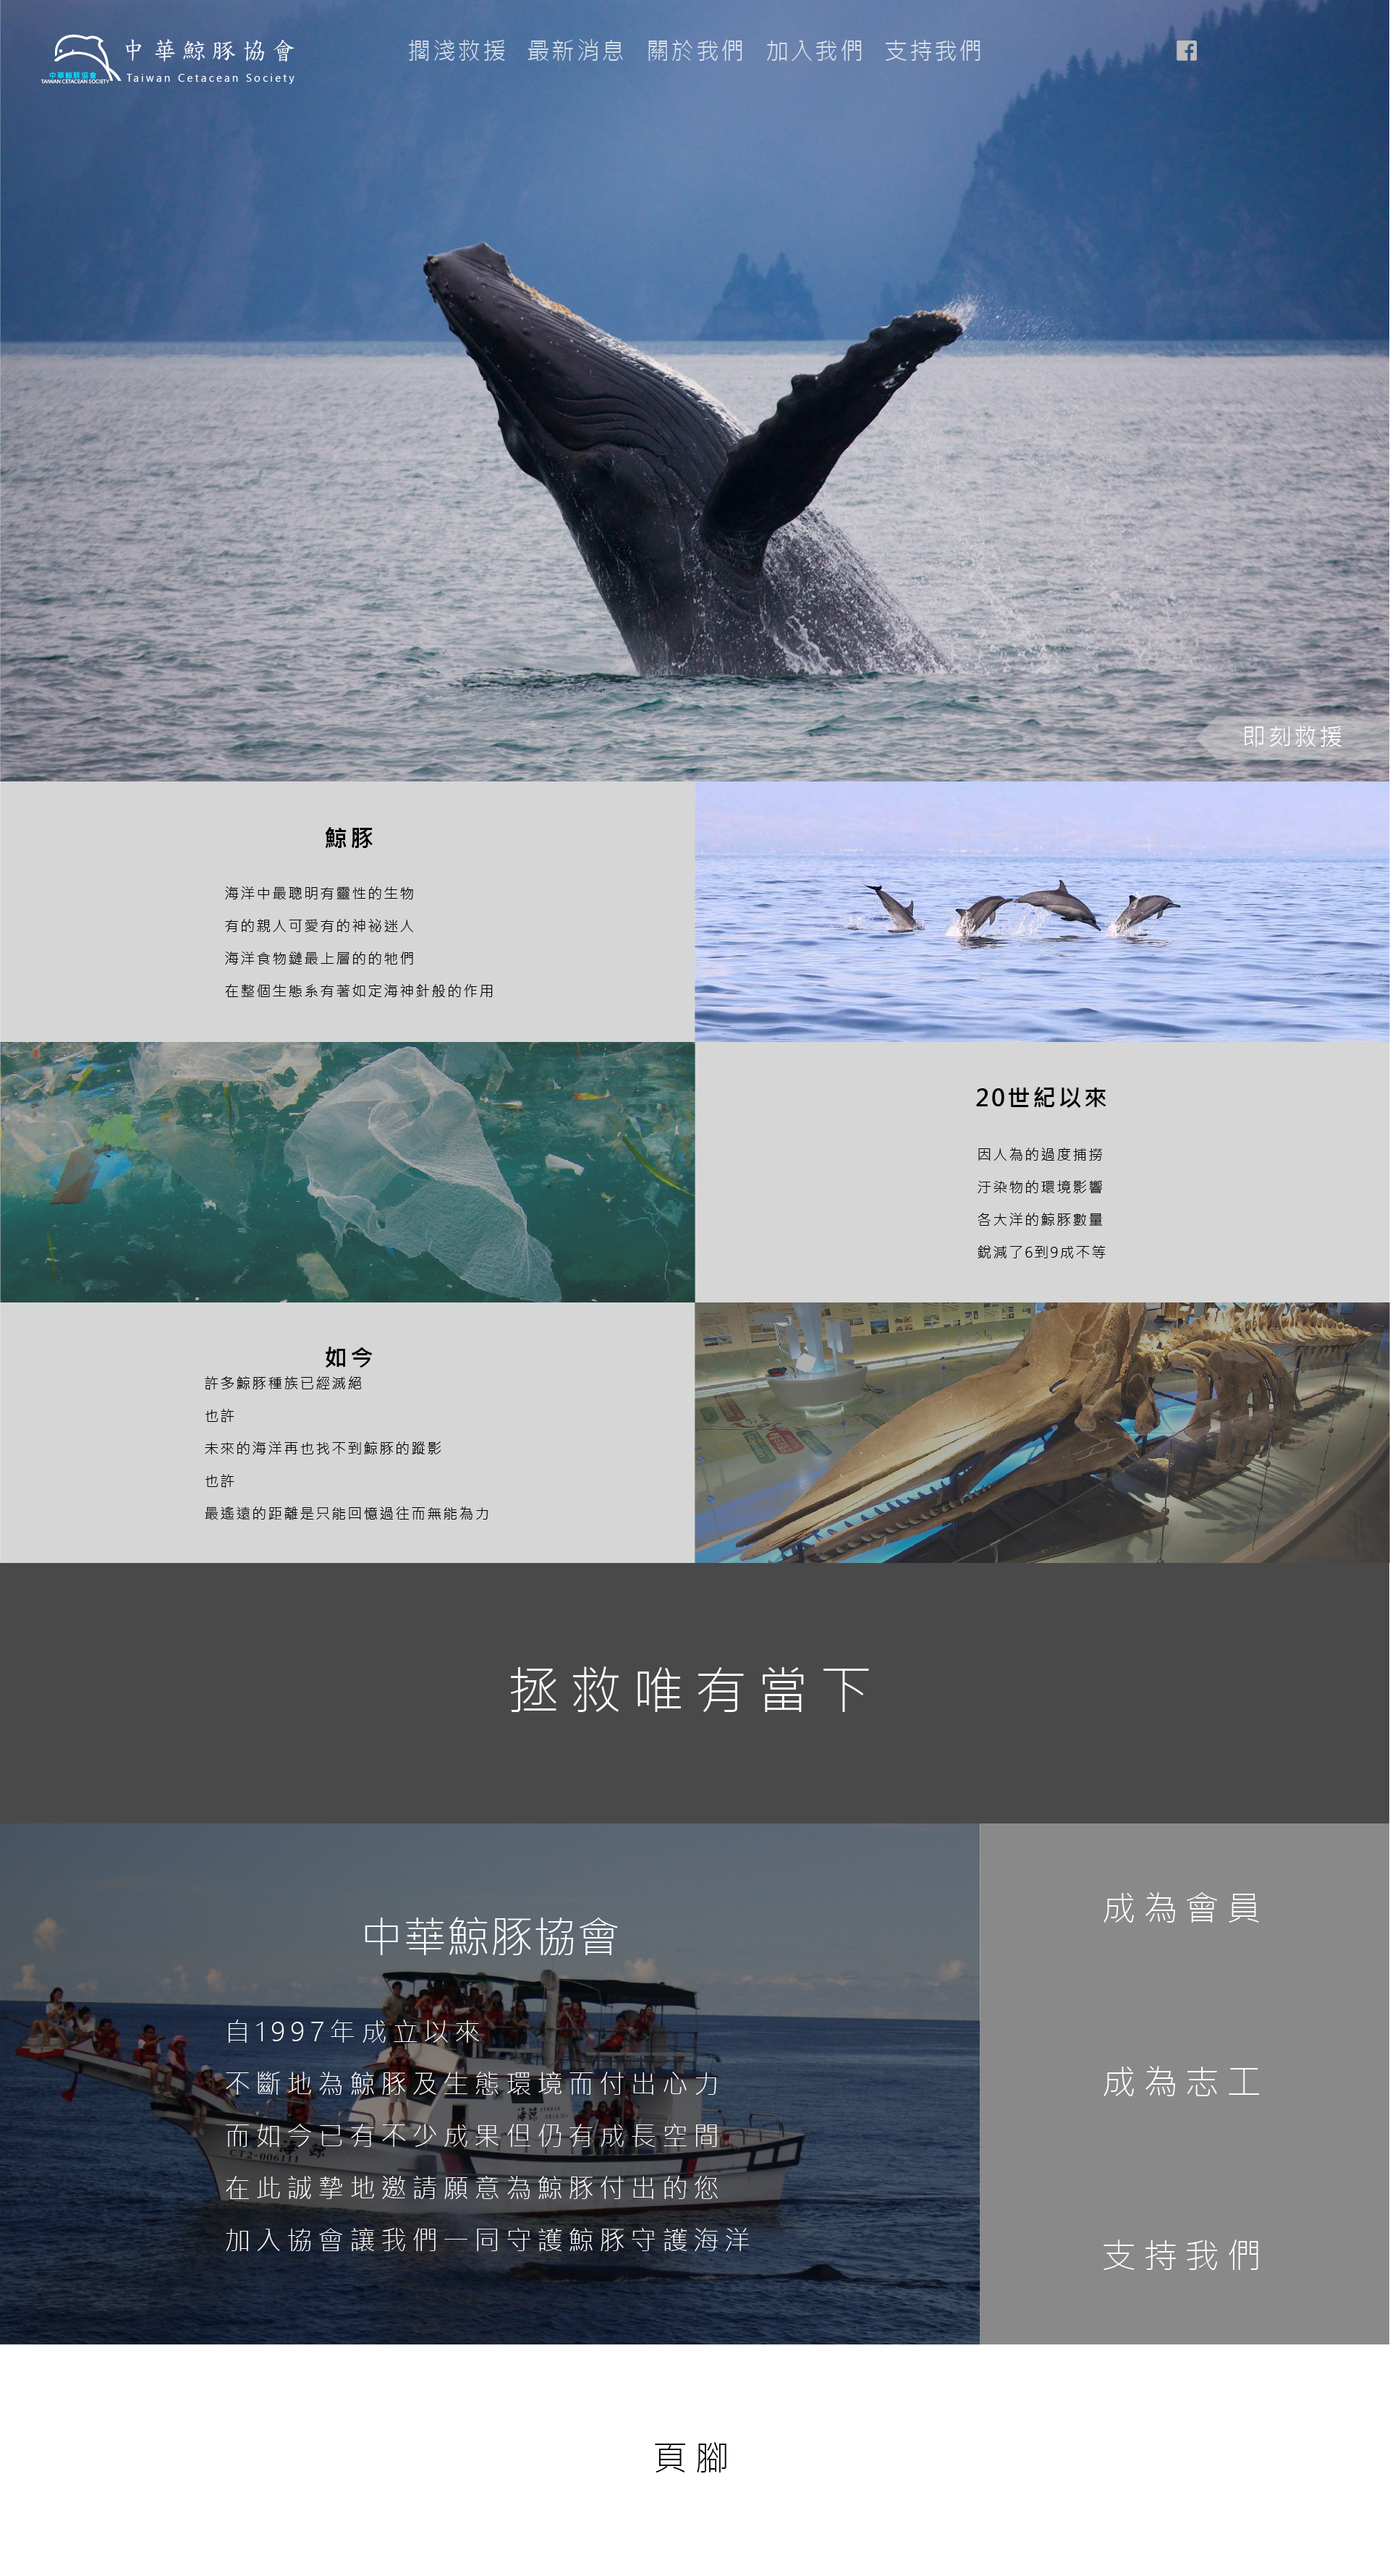 中華鯨豚協會
Taiwan Cetacean Society
中華鯨豚協會
TAIWAN CETACEAN SOCIETY
擱淺救援 最新消息 關於我們 加入我們 支持我們
即刻救援
鯨豚
海洋中最聰明有靈性的生物
有的親人可愛有的神祕迷人
海洋食物鏈最上層的的牠們
在整個生態系有著如定海神針般的作用
20世紀以來
因人為的過度捕撈
汙染物的環境影響
各大洋的鯨豚數量
銳減了6到9成不等
如今
許多鯨豚種族已經滅絕
也許
未來的海洋再也找不到鯨豚的蹤影
也許
最遙遠的距離是只能回憶過往而無能為力
拯救唯有當下
中華鯨豚協會
自1997年成立以來
不斷地為鯨豚及生態環境而付出心力
而如今已有不少成果但仍有成長空間
在此誠摯地邀請願意為鯨豚付出的您
加入協會讓我們一同守護鯨豚守護海洋
CT2-006111
成為會員
成為志工
支持我們
頁腳